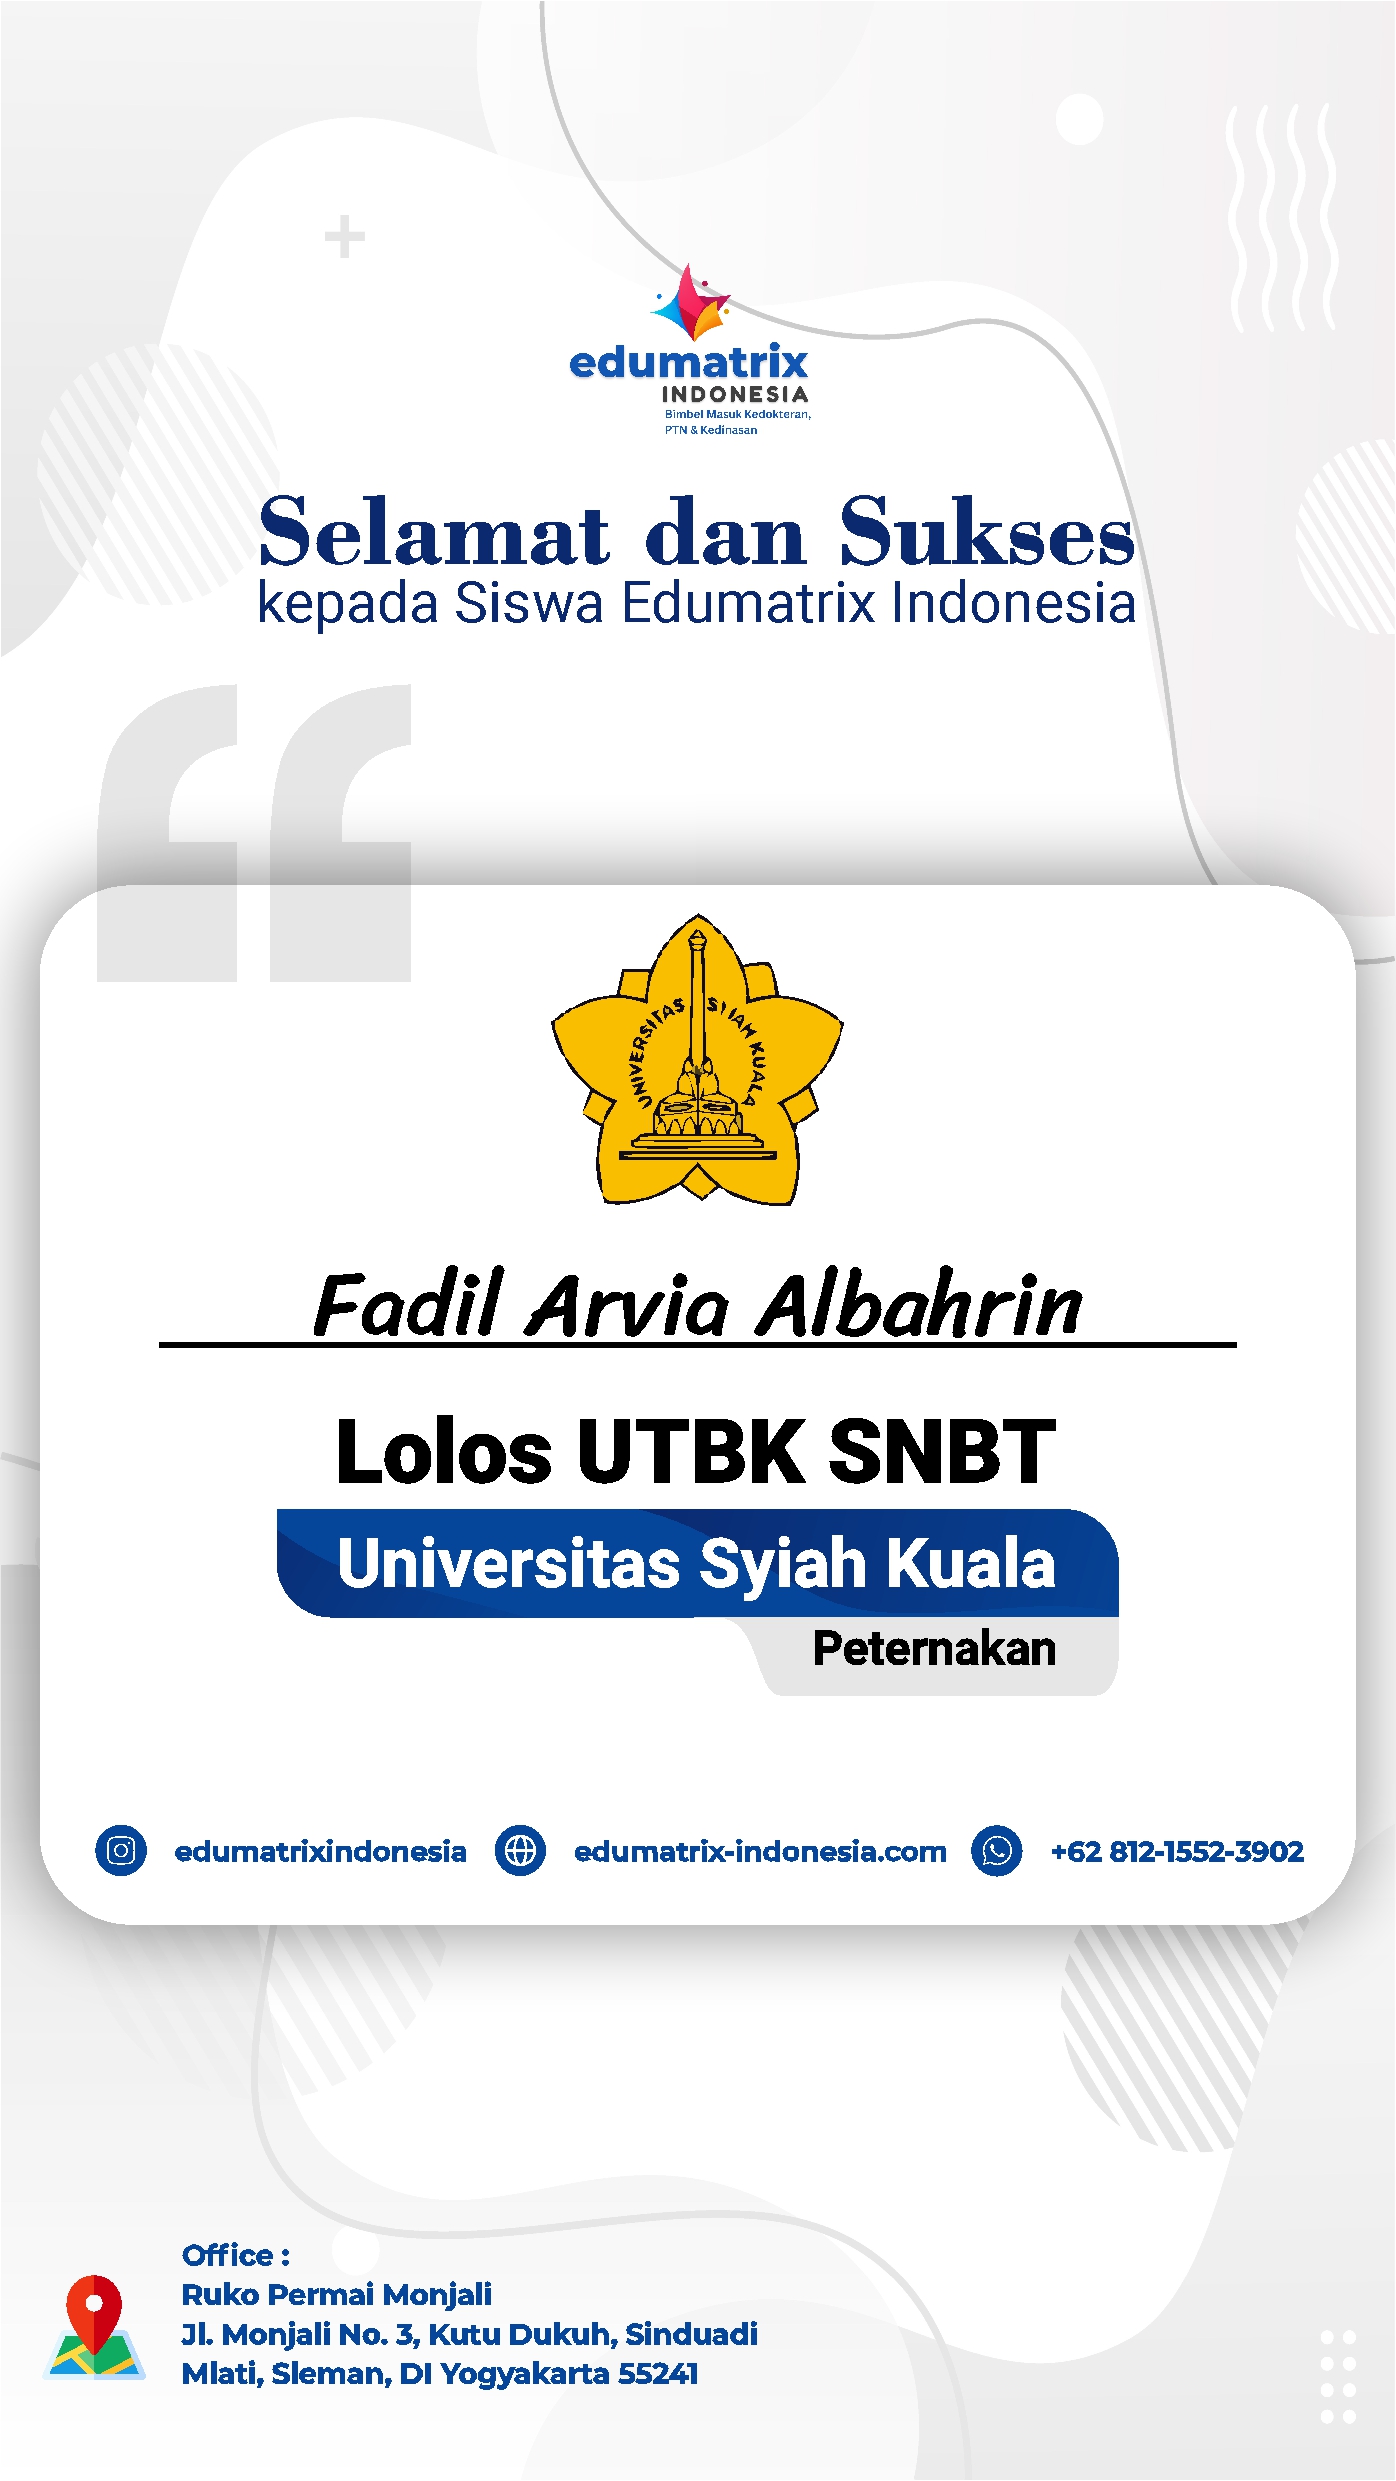 edumatrix
INDONESIA
Bimbel Masuk Kedokteran,
PTN & Kedinasan
Selamat dan Sukses
kepada Siswa Edumatrix Indonesia
“
UNIVERSITAS SYIAH KUALA
Fadil Arvia Albahrin
Lolos UTBK SNBT
Universitas Syiah Kuala
Peternakan
edumatrixindonesia
edumatrix-indonesia.com
+62 812-1552-3902
Office :
Ruko Permai Monjali
Jl. Monjali No. 3, Kutu Dukuh, Sinduadi
Mlati, Sleman, DI Yogyakarta 55241